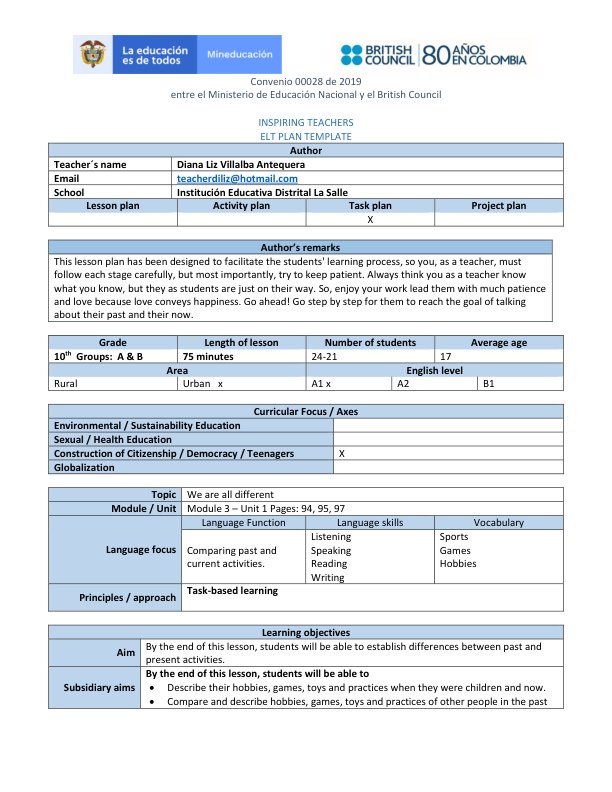 La educación
es de todos
Mineducación
BRITISH
COUNCIL
80 AÑOS
EN COLOMBIA
Convenio 00028 de 2019
entre el Ministerio de Educación Nacional y el British Council
INSPIRING TEACHERS
ELT PLAN TEMPLATE
Author
Teacher´s name Diana Liz Villalba Antequera
Email teacherdiliz@hotmail.com
School Institución Educativa Distrital La Salle
Lesson plan Activity plan Task plan Project plan
X
Author's remarks
This lesson plan has been designed to facilitate the students' learning process, so you, as a teacher, must
follow each stage carefully, but most importantly, try to keep patient. Always think you as a teacher know
what you know, but they as students are just on their way. So, enjoy your work lead them with much patience
and love because love conveys happiness. Go ahead! Go step by step for them to reach the goal of talking
about their past and their now.
Grade Length of lesson Number of students Average age
10th Groups: A & B 75 minutes 24-21 17
Area English level
Rural Urban x A1 x A2 B1
Curricular Focus / Axes
Environmental / Sustainability Education
Sexual / Health Education
Construction of Citizenship / Democracy / Teenagers X
Globalization
Topic We are all different
Module / Unit Module 3 – Unit 1 Pages: 94, 95, 97
Language focus
Language Function Language skills Vocabulary
Comparing past and
current activities.
Listening
Speaking
Reading
Writing
Sports
Games
Hobbies
Principles / approach Task-based learning
Learning objectives
Aim By the end of this lesson, students will be able to establish differences between past and
present activities.
Subsidiary aims
By the end of this lesson, students will be able to
• Describe their hobbies, games, toys and practices when they were children and now.
• Compare and describe hobbies, games, toys and practices of other people in the past